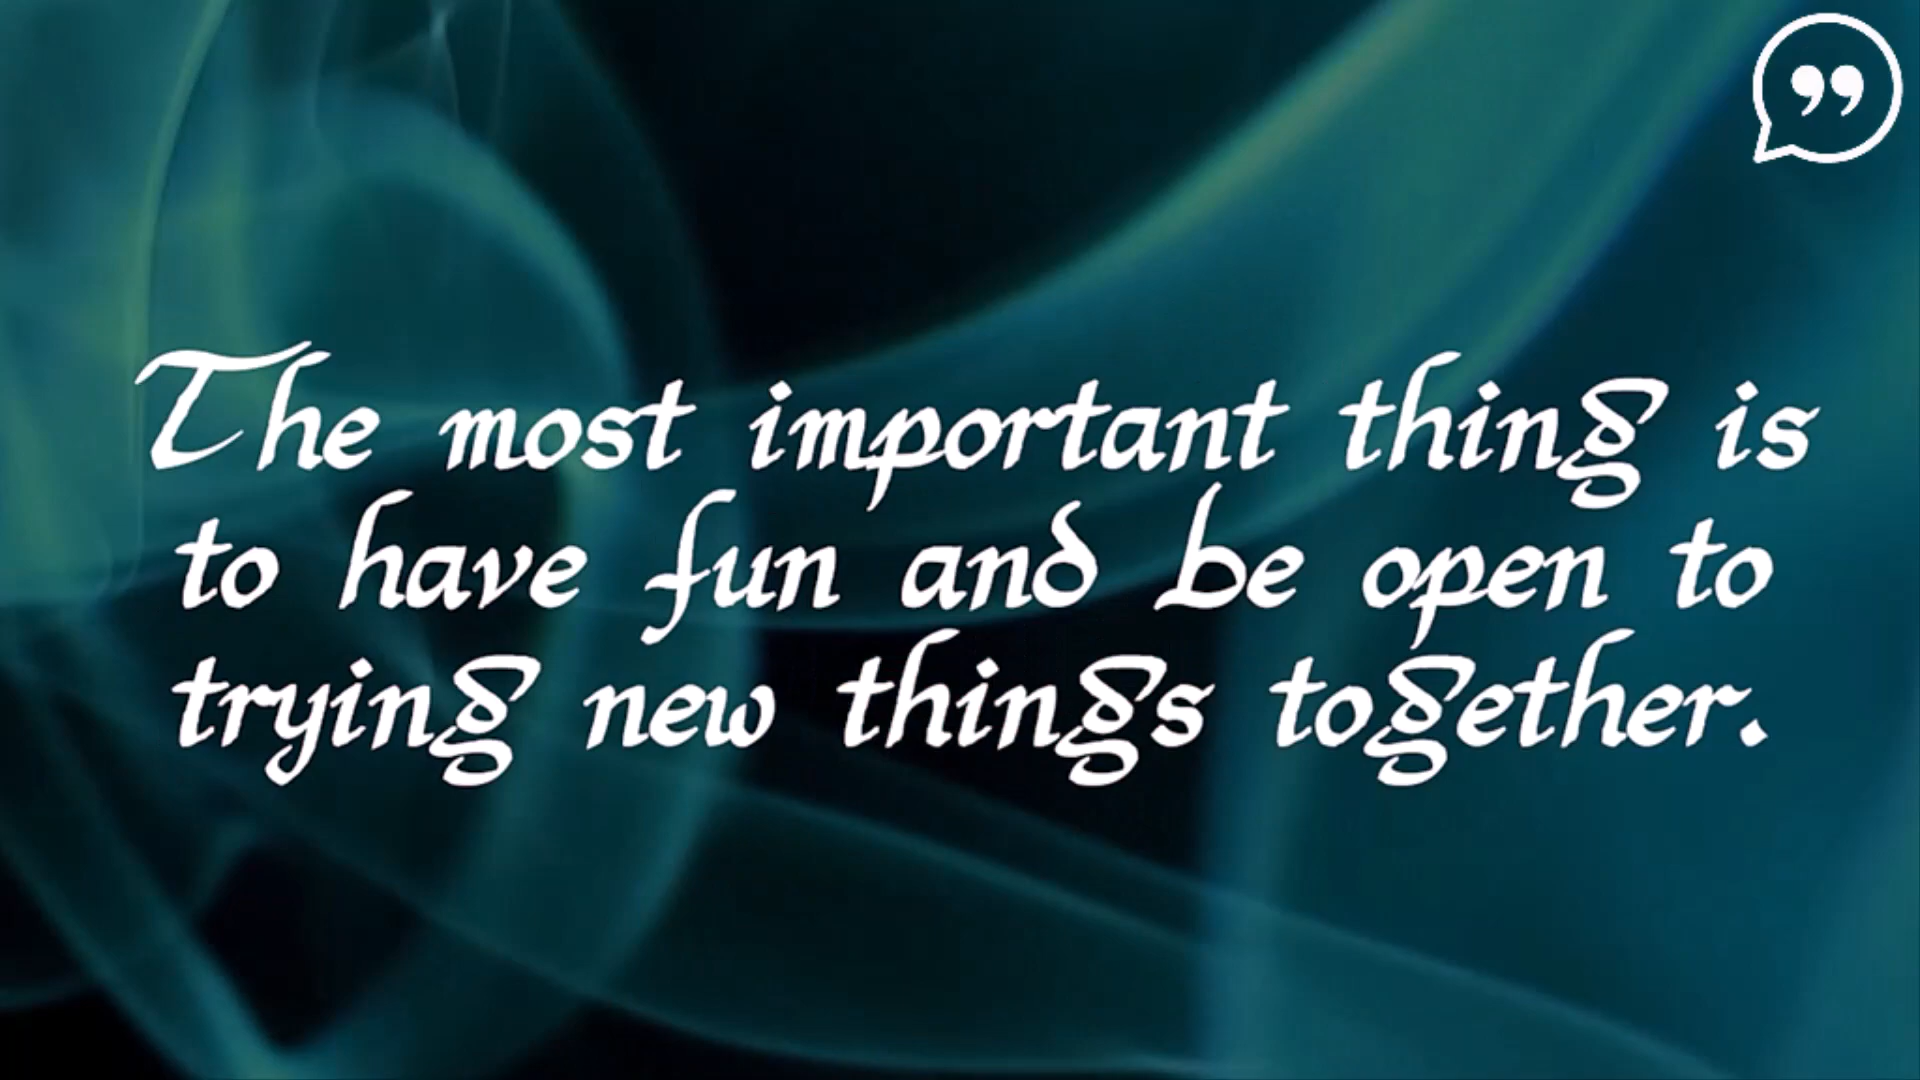 The most important thing is
to have fun and be open to
trying new things together.